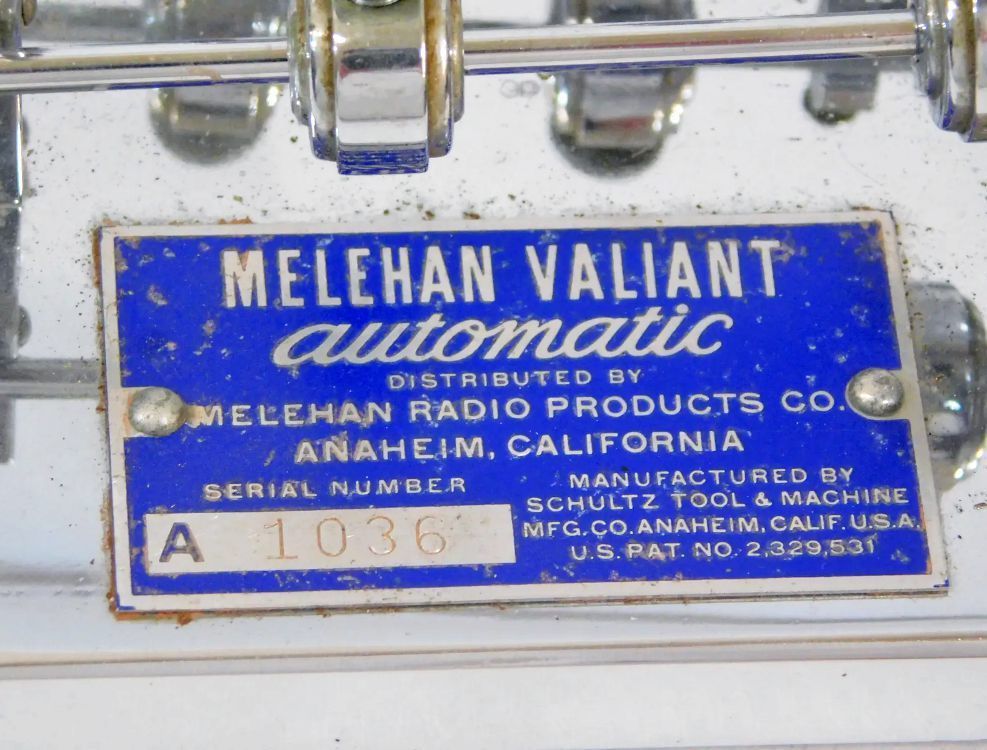 MELEHAN VALIANT
automatic
DISTRIBUTED BY
MELEHAN RADIO PRODUCTS CO.
ANAHEIM, CALIFORNIA
SERIAL NUMBER
A 1036
MANUFACTURED BY
SCHULTZ TOOL & MACHINE
MFG.CO.ANAHEIM,CALIF.U.S.A.
U.S. PAT. NO. 2,329,531